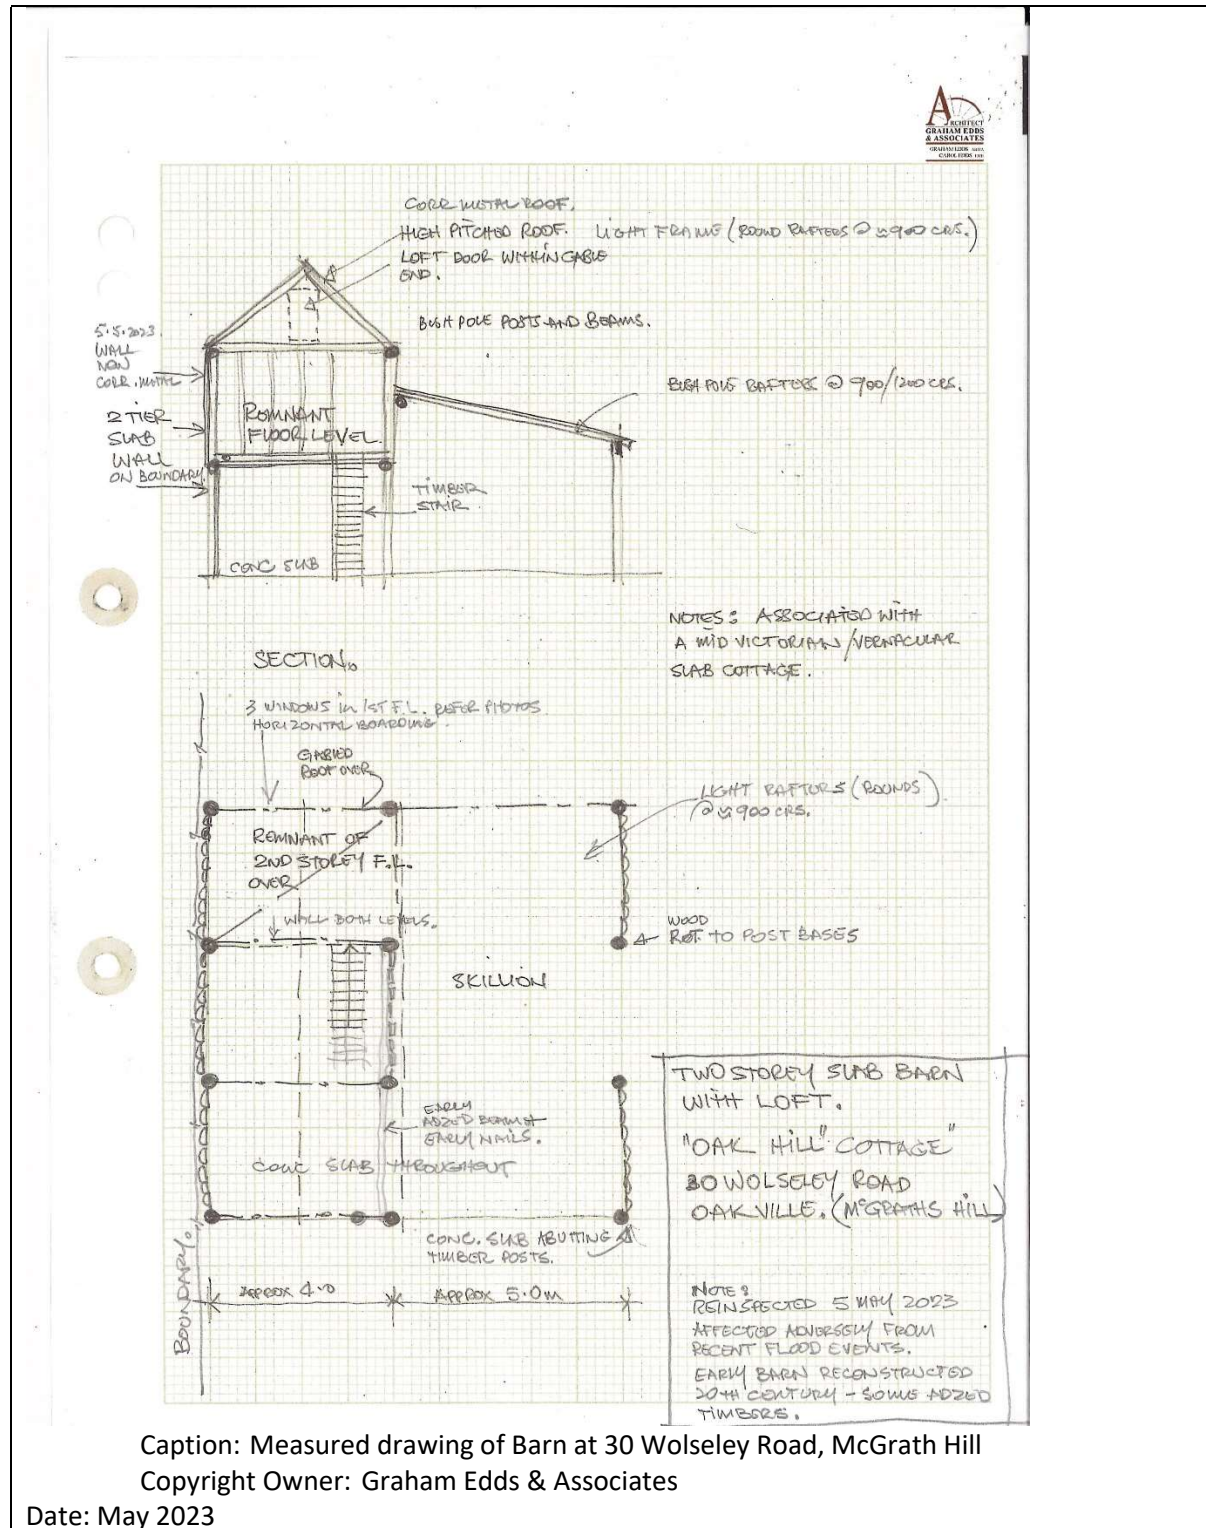 ARCHITECT
GRAHAM EDDS
& ASSOCIATES
GRAHAM EDDS
CAROL EDDS
CORR METAL ROOF.
HIGH PITCHED ROOF. LIGHT FRAME (ROUND RAFTERS @ ≈900 CRS.)
LOFT DOOR WITHIN GABLE
END.
BUSH POLE POSTS AND BEAMS.
5.5.2023.
WALL
NOW
CORR. METAL
2 TIER
SLAB
WALL
ON BOUNDARY.
REMNANT
FLOOR LEVEL.
BUSH POLE RAFTERS @ 900/1200 CRS.
TIMBER
STAIR
CONC SLAB
NOTES: ASSOCIATED WITH
A MID VICTORIAN/VERNACULAR
SLAB COTTAGE.
SECTION.
3 WINDOWS in 1ST F.L. REFER PHOTOS
HORIZONTAL BOARDING
GABLED
ROOF OVER
LIGHT RAFTORS (ROUNDS)
@ ≈900 CRS.
REMNANT OF
2ND STOREY F.L.
OVER
WALL BOTH LEVELS.
WOOD
ROT TO POST BASES
SKILLION
EARLY
ADZED BEAM &
EARLY NAILS.
CONC SLAB THROUGHOUT
CONC. SLAB ABUTTING
TIMBER POSTS.
BOUNDARY.
APPROX 4.0
APPROX 5.0m
TWO STOREY SLAB BARN
WITH LOFT.
"OAK HILL" COTTAGE"
30 WOLSELEY ROAD
OAKVILLE. (McGRATHS HILL)
NOTE:
REINSPECTED 5 MAY 2023
AFFECTED ADVERSELY FROM
RECENT FLOOD EVENTS.
EARLY BARN RECONSTRUCTED
20TH CENTURY - SOME ADZED
TIMBERS.
Caption: Measured drawing of Barn at 30 Wolseley Road, McGrath Hill
Copyright Owner: Graham Edds & Associates
Date: May 2023